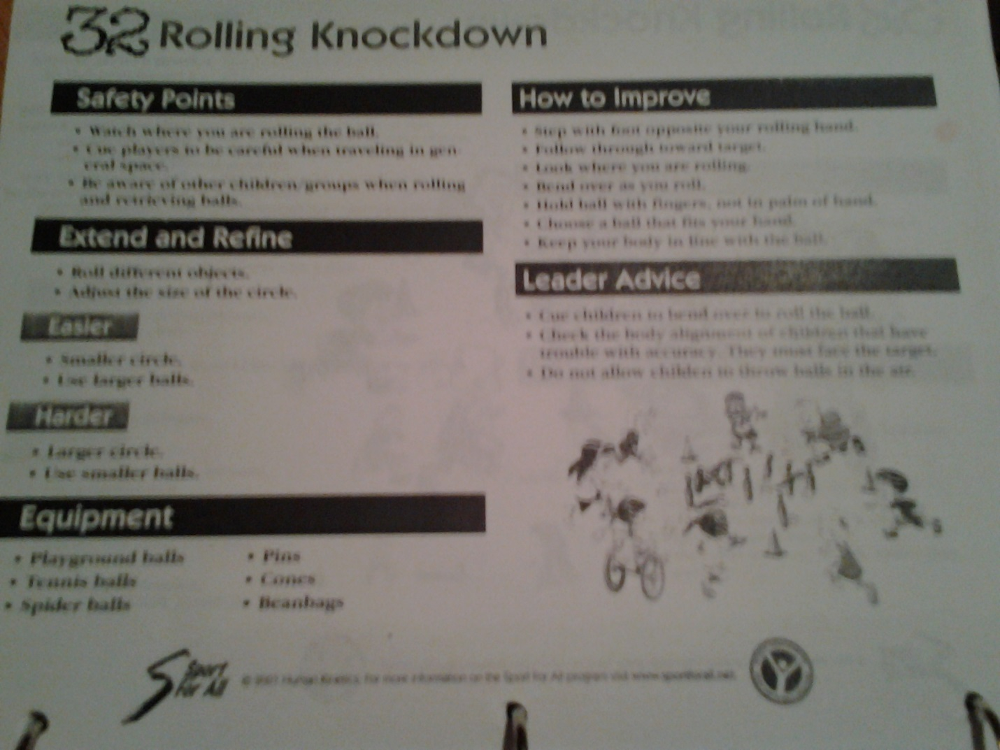 32 Rolling Knockdown
Safety Points
• Watch where you are rolling the ball.
• Cue players to be careful when traveling in gen-
eral space.
• Be aware of other children/groups when rolling
and retrieving balls.
Extend and Refine
• Roll different objects.
• Adjust the size of the circle.
Easier
• Smaller circle.
• Use larger balls.
Harder
• Larger circle.
• Use smaller balls.
Equipment
• Playground balls
• Tennis balls
• Spider balls
• Pins
• Cones
• Beanbags
How to Improve
• Step with foot opposite your rolling hand.
• Follow through toward target.
• Look where you are rolling.
• Bend over as you roll.
• Hold ball with fingers, not in palm of hand.
• Choose a ball that fits your hand.
• Keep your body in line with the ball.
Leader Advice
• Cue children to bend over to roll the ball.
• Check the body alignment of children that have
trouble with accuracy. They must face the target.
• Do not allow childen to throw balls in the air.
Sport
For All
© Human Kinetics. For more information on the Sport For All program visit